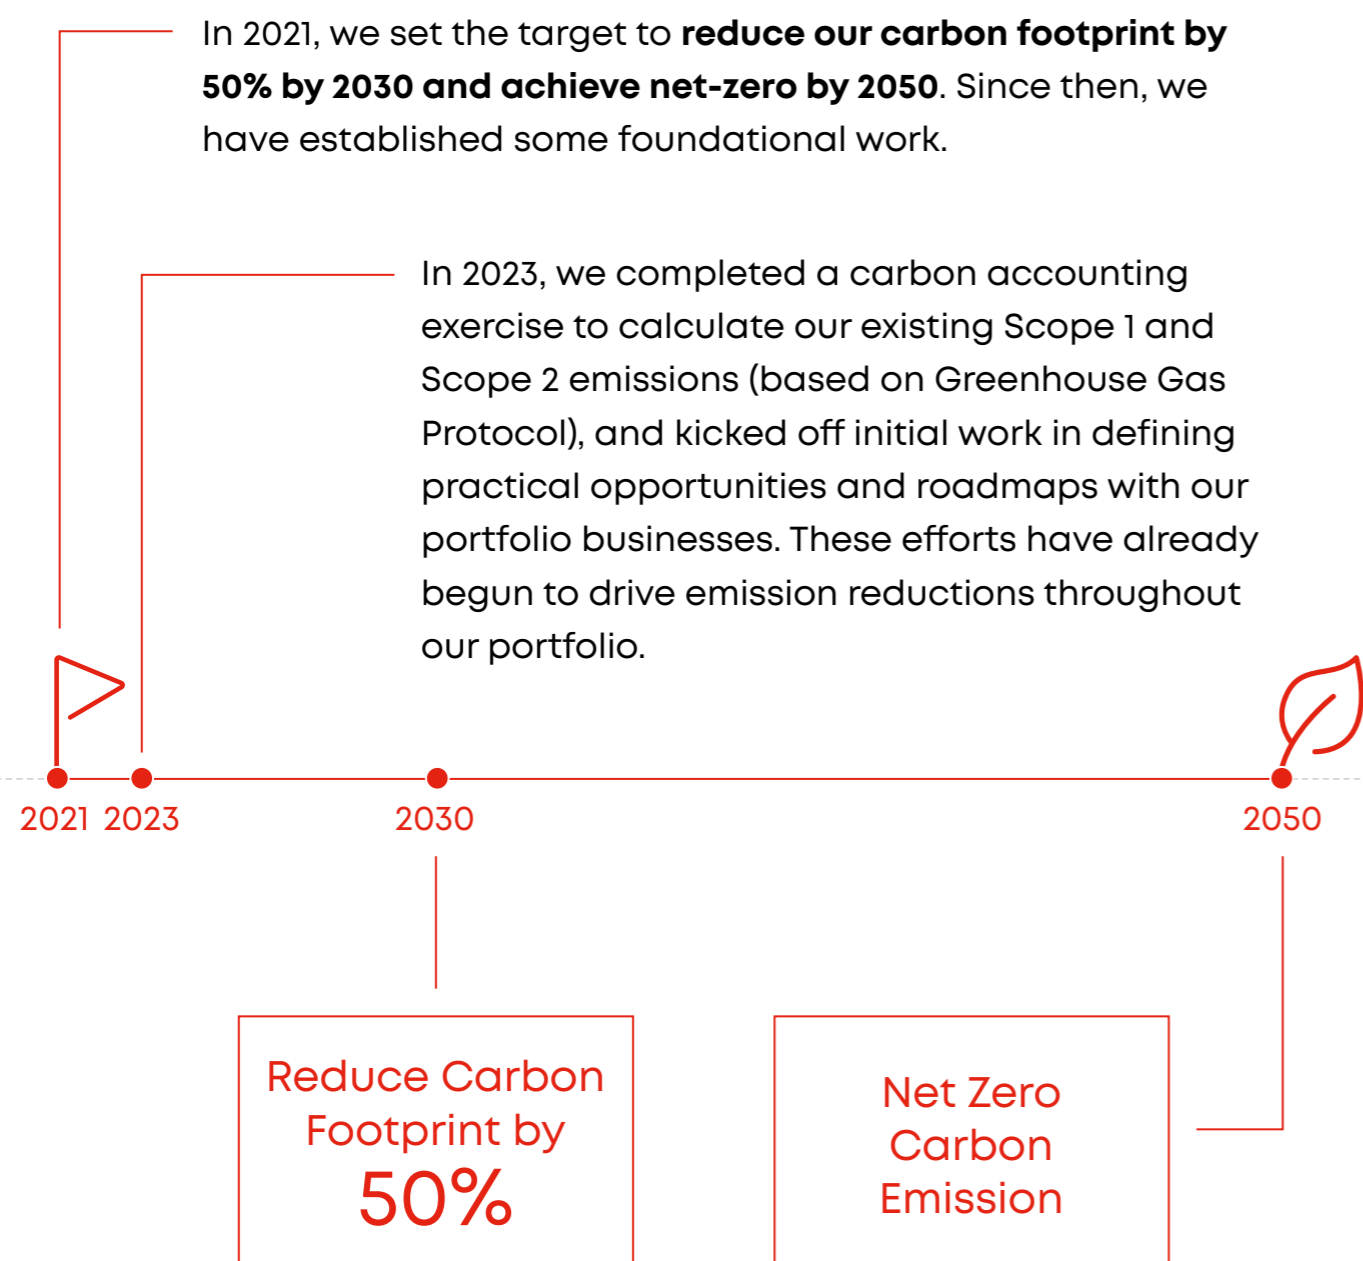 In 2021, we set the target to reduce our carbon footprint by
50% by 2030 and achieve net-zero by 2050. Since then, we
have established some foundational work.
In 2023, we completed a carbon accounting
exercise to calculate our existing Scope 1 and
Scope 2 emissions (based on Greenhouse Gas
Protocol), and kicked off initial work in defining
practical opportunities and roadmaps with our
portfolio businesses. These efforts have already
begun to drive emission reductions throughout
our portfolio.
2021 2023 2030 2050
Reduce Carbon
Footprint by
50%
Net Zero
Carbon
Emission